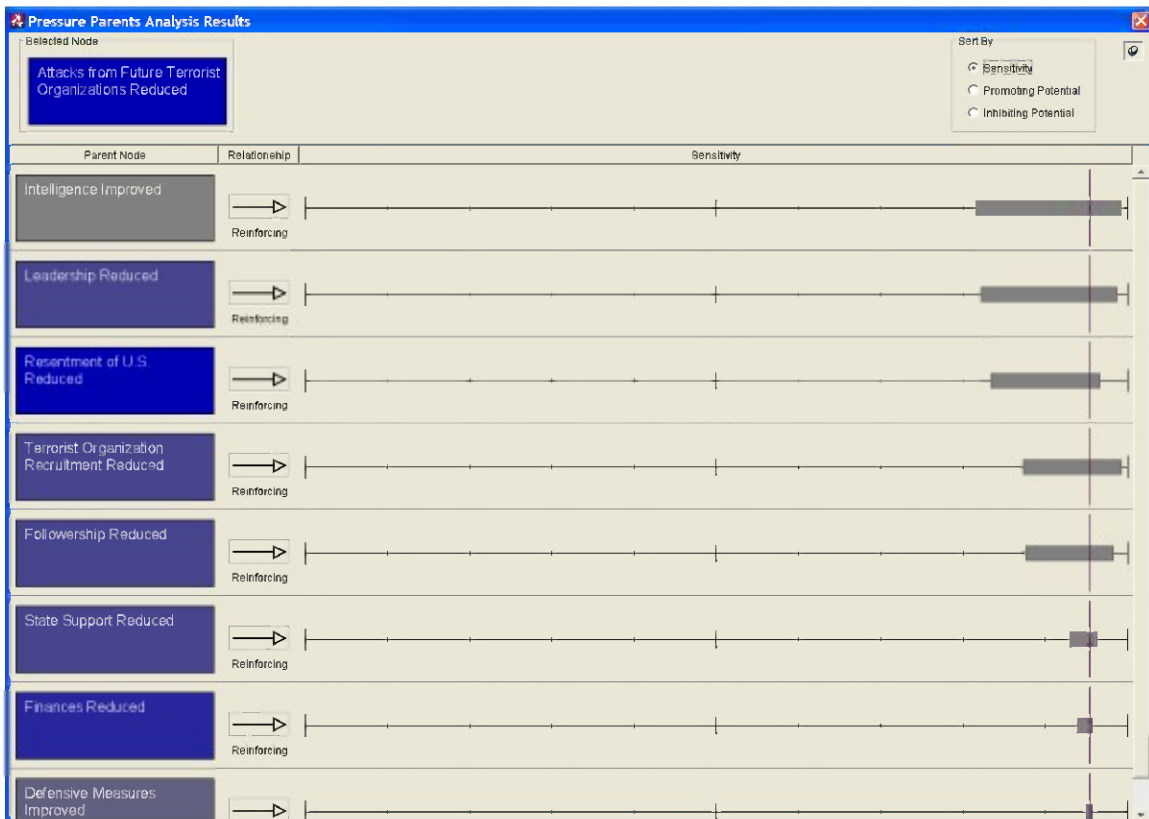 Pressure Parents Analysis Results
Selected Node
Attacks from Future Terrorist
Organizations Reduced
Sort By
Sensitivity
Promoting Potential
Inhibiting Potential
Parent Node
Relationship
Sensitivity
Intelligence Improved
Reinforcing
Leadership Reduced
Reinforcing
Resentment of U.S.
Reduced
Reinforcing
Terrorist Organization
Recruitment Reduced
Reinforcing
Followership Reduced
Reinforcing
State Support Reduced
Reinforcing
Finances Reduced
Reinforcing
Defensive Measures
Improved